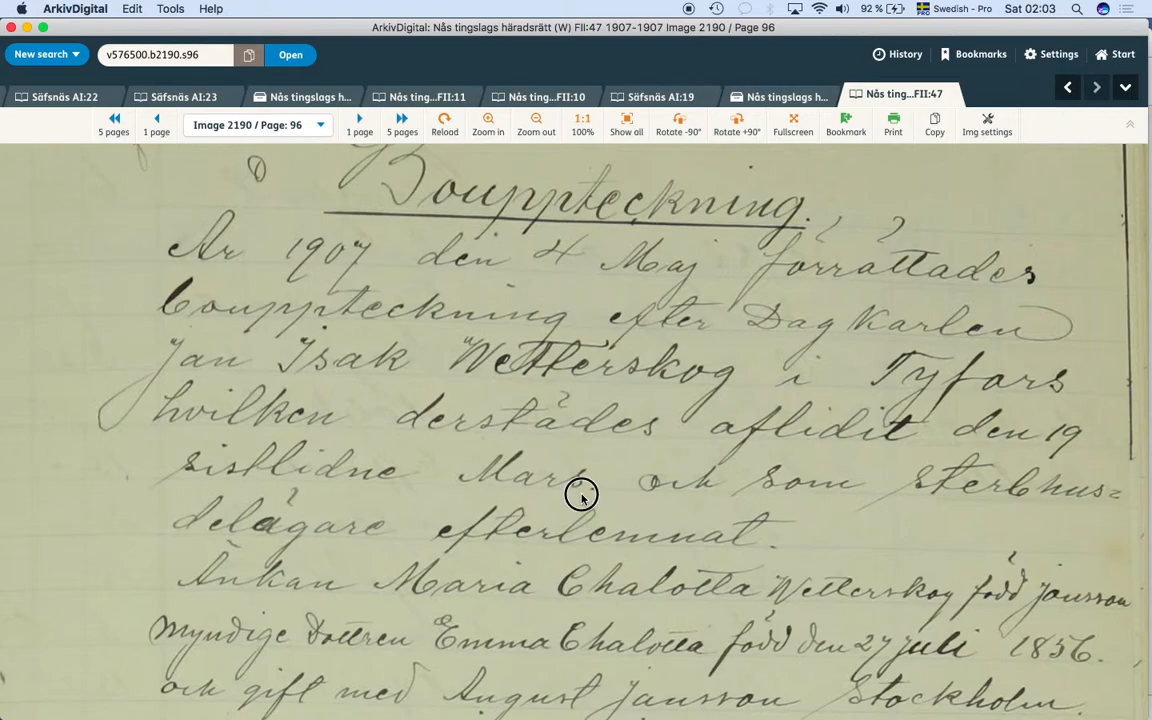 ArkivDigital Edit Tools Help 92 % Swedish - Pro Sat 02:03
ArkivDigital: Nås tingslags häradsrätt (W) FII:47 1907-1907 Image 2190 / Page 96
New search v576500.b2190.s96 Open History Bookmarks Settings Start
Säfsnäs AI:22 Säfsnäs AI:23 Nås tingslags h... Nås ting...FII:11 Nås ting...FII:10 Säfsnäs AI:19 Nås tingslags h... Nås ting...FII:47
5 pages 1 page Image 2190 / Page: 96 1 page 5 pages Reload Zoom in Zoom out 1:1 100% Show all Rotate -90° Rotate +90° Fullscreen Bookmark Print Copy Img settings
Bouppteckning.
År 1907 den 4 Maj förrättades
bouppteckning efter Dag Karlen
Jan Isak Wetterskog i Tyfors
hvilken derstädes aflidit den 19
sistlidne Mars. och som Sterbhus=
delägare efterlemnat.
Änkan Maria Chalotta Wetterskog född Jansson
Myndige Dottren Emma Chalotta född den 27 juli 1856.
och gift med August Jansson Stockholm.